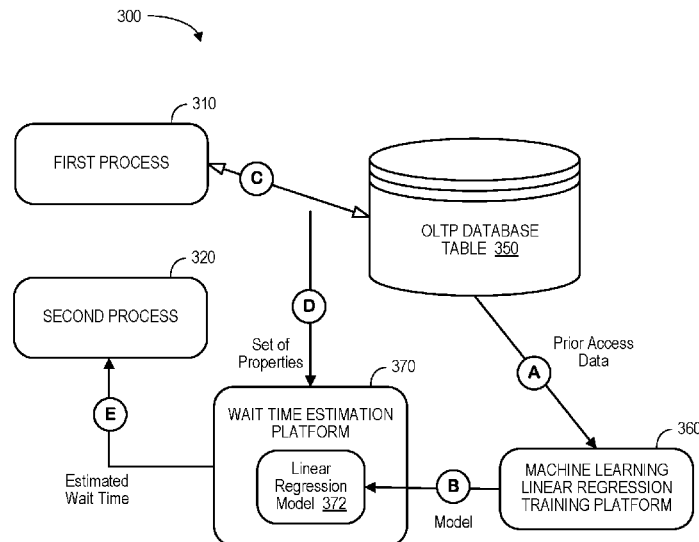 300
310
FIRST PROCESS
C
OLTP DATABASE
TABLE 350
320
SECOND PROCESS
D
Set of
Properties
A
Prior Access
Data
E
Estimated
Wait Time
370
WAIT TIME ESTIMATION
PLATFORM
Linear
Regression
Model 372
B
Model
360
MACHINE LEARNING
LINEAR REGRESSION
TRAINING PLATFORM